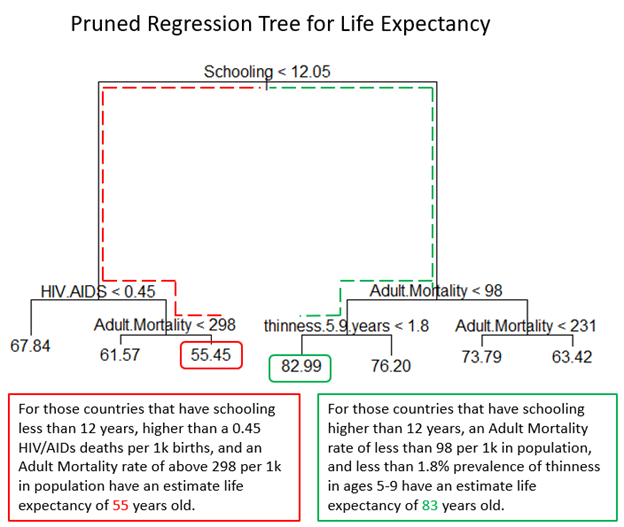 Pruned Regression Tree for Life Expectancy
Schooling < 12.05
HIV.AIDS < 0.45
Adult.Mortality < 98
Adult.Mortality < 298
thinness.5.9.years < 1.8
Adult.Mortality < 231
67.84
61.57
55.45
82.99
76.20
73.79
63.42
For those countries that have schooling
less than 12 years, higher than a 0.45
HIV/AIDs deaths per 1k births, and an
Adult Mortality rate of above 298 per 1k
in population have an estimate life
expectancy of 55 years old.
For those countries that have schooling
higher than 12 years, an Adult Mortality
rate of less than 98 per 1k in population,
and less than 1.8% prevalence of thinness
in ages 5-9 have an estimate life
expectancy of 83 years old.